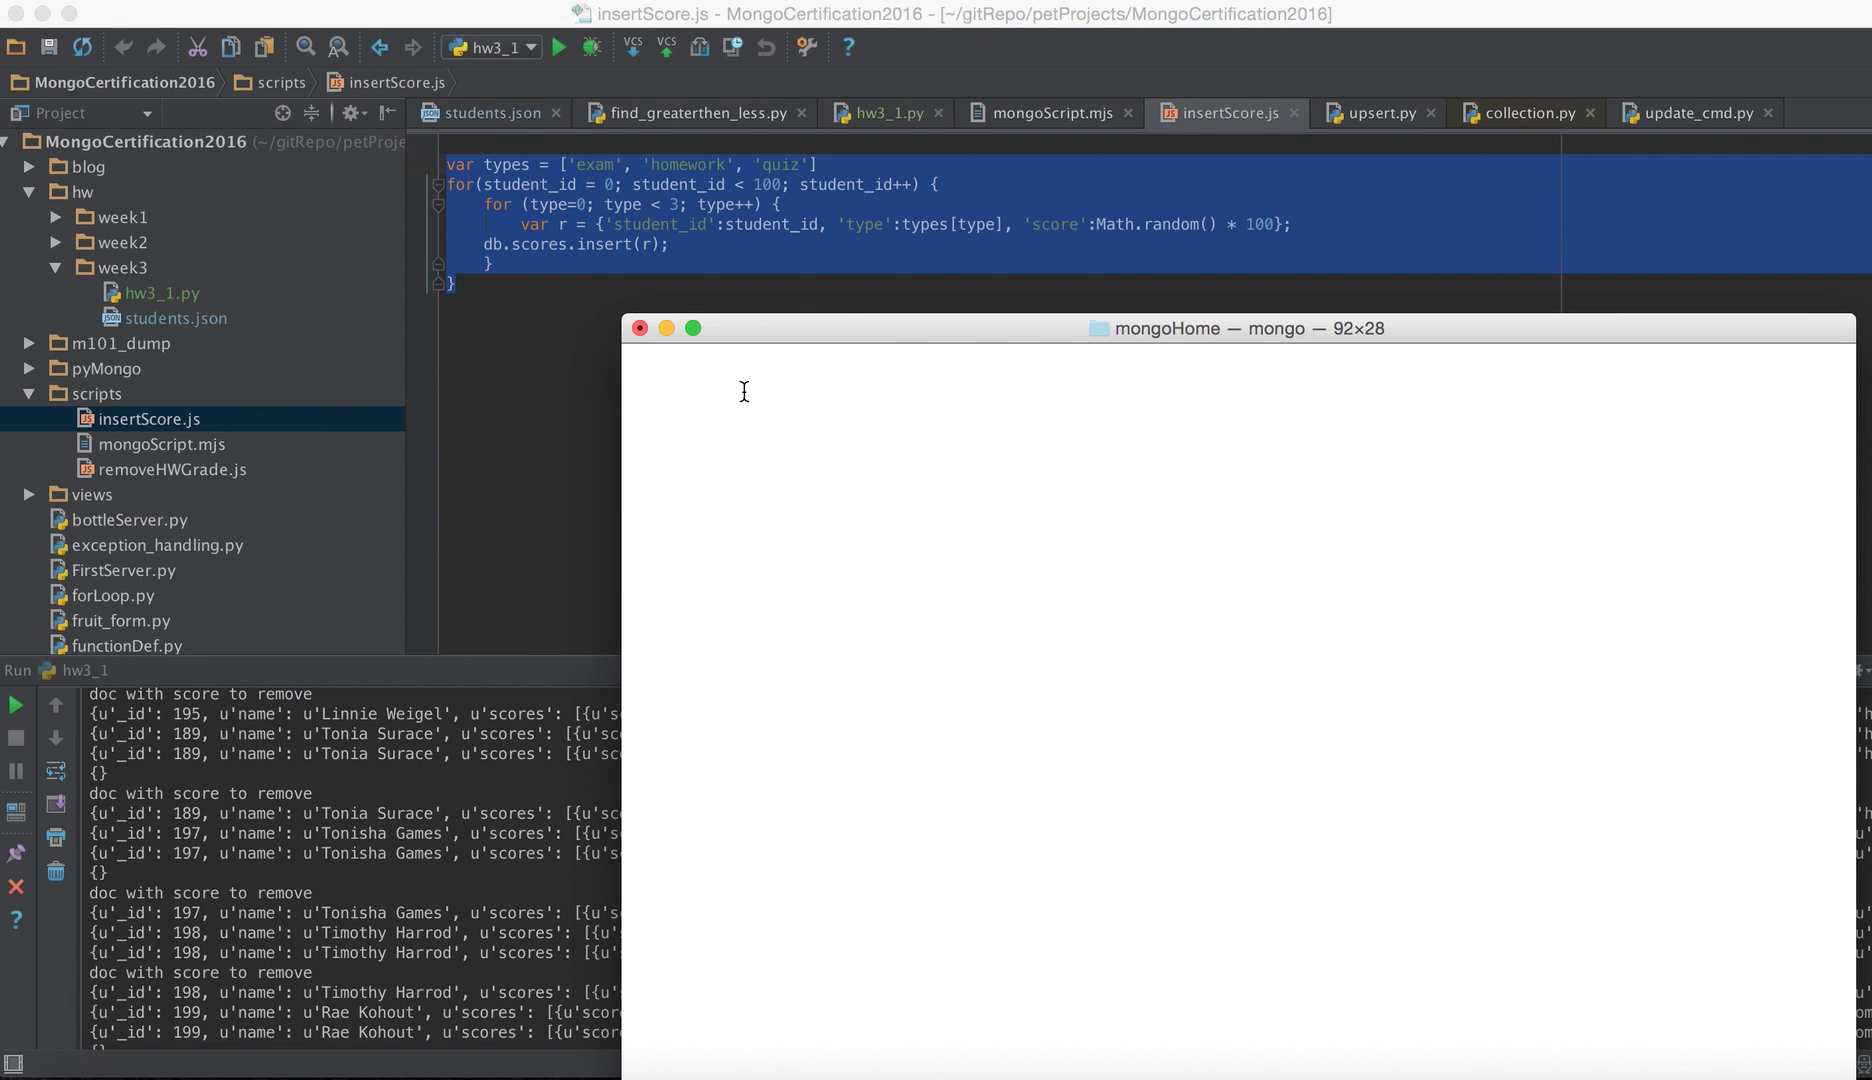 insertScore.js - MongoCertification2016 - [~/gitRepo/petProjects/MongoCertification2016]
hw3_1
VCS VCS
?
MongoCertification2016 scripts insertScore.js
Project
students.json find_greaterthen_less.py hw3_1.py mongoScript.mjs insertScore.js upsert.py collection.py update_cmd.py
MongoCertification2016 (~/gitRepo/petProje
blog
hw
week1
week2
week3
hw3_1.py
students.json
m101_dump
pyMongo
scripts
insertScore.js
mongoScript.mjs
removeHWGrade.js
views
bottleServer.py
exception_handling.py
FirstServer.py
forLoop.py
fruit_form.py
functionDef.py
var types = ['exam', 'homework', 'quiz']
for(student_id = 0; student_id < 100; student_id++) {
for (type=0; type < 3; type++) {
var r = {'student_id':student_id, 'type':types[type], 'score':Math.random() * 100};
db.scores.insert(r);
}
}
mongoHome — mongo — 92×28
Run hw3_1
doc with score to remove
{u'_id': 195, u'name': u'Linnie Weigel', u'scores': [{u's
{u'_id': 189, u'name': u'Tonia Surace', u'scores': [{u'sc
{u'_id': 189, u'name': u'Tonia Surace', u'scores': [{u'sc
{}
doc with score to remove
{u'_id': 189, u'name': u'Tonia Surace', u'scores': [{u'sc
{u'_id': 197, u'name': u'Tonisha Games', u'scores': [{u's
{u'_id': 197, u'name': u'Tonisha Games', u'scores': [{u's
{}
doc with score to remove
{u'_id': 197, u'name': u'Tonisha Games', u'scores': [{u's
{u'_id': 198, u'name': u'Timothy Harrod', u'scores': [{u'
{u'_id': 198, u'name': u'Timothy Harrod', u'scores': [{u'
doc with score to remove
{u'_id': 198, u'name': u'Timothy Harrod', u'scores': [{u'
{u'_id': 199, u'name': u'Rae Kohout', u'scores': [{u'scor
{u'_id': 199, u'name': u'Rae Kohout', u'scores': [{u'scor